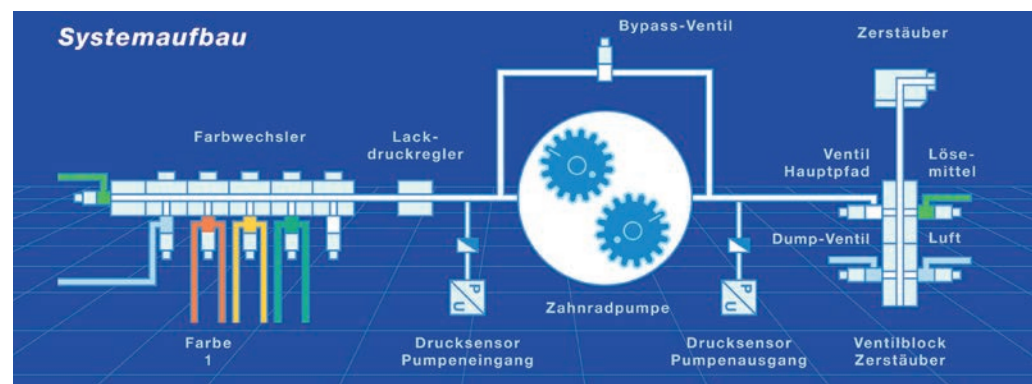 Systemaufbau
Bypass-Ventil
Zerstäuber
Farbwechsler
Lack-
druckregler
Ventil
Hauptpfad
Löse-
mittel
Dump-Ventil
Luft
Zahnradpumpe
P
U
P
U
Farbe
1
Drucksensor
Pumpeneingang
Drucksensor
Pumpenausgang
Ventilblock
Zerstäuber